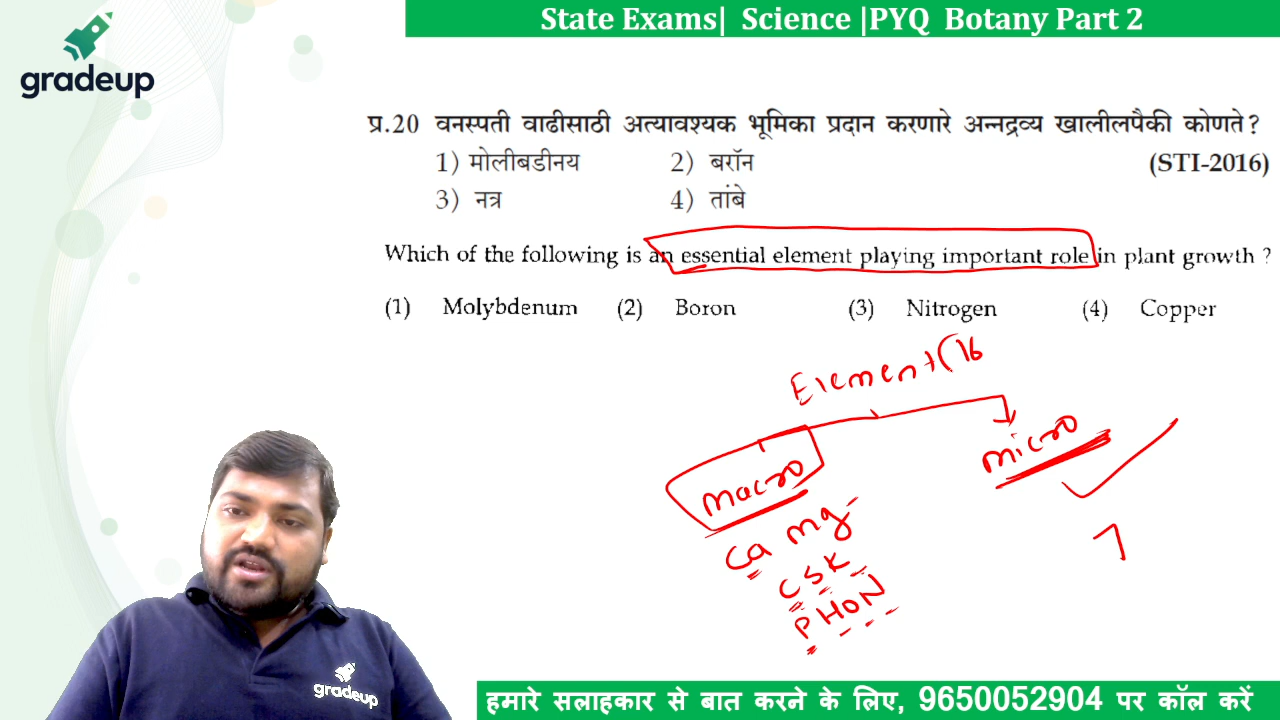 State Exams| Science |PYQ Botany Part 2
gradeup
प्र.20 वनस्पती वाढीसाठी अत्यावश्यक भूमिका प्रदान करणारे अन्नद्रव्य खालीलपैकी कोणते?
1) मोलीबडीनय 2) बरॉन (STI-2016)
3) नत्र 4) तांबे
Which of the following is an essential element playing important role in plant growth ?
(1) Molybdenum (2) Boron (3) Nitrogen (4) Copper
Element(16
Macro micro
Ca mg
C S K
P H O N
7
gradeup
हमारे सलाहकार से बात करने के लिए, 9650052904 पर कॉल करें